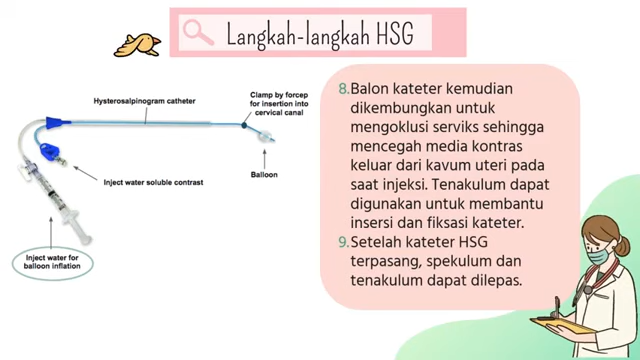 Langkah-langkah HSG
Hysterosalpinogram catheter
Clamp by forcep
for insertion into
cervical canal
Inject water soluble contrast
Balloon
Inject water for
balloon inflation
8. Balon kateter kemudian
dikembungkan untuk
mengoklusi serviks sehingga
mencegah media kontras
keluar dari kavum uteri pada
saat injeksi. Tenakulum dapat
digunakan untuk membantu
insersi dan fiksasi kateter.
9. Setelah kateter HSG
terpasang, spekulum dan
tenakulum dapat dilepas.